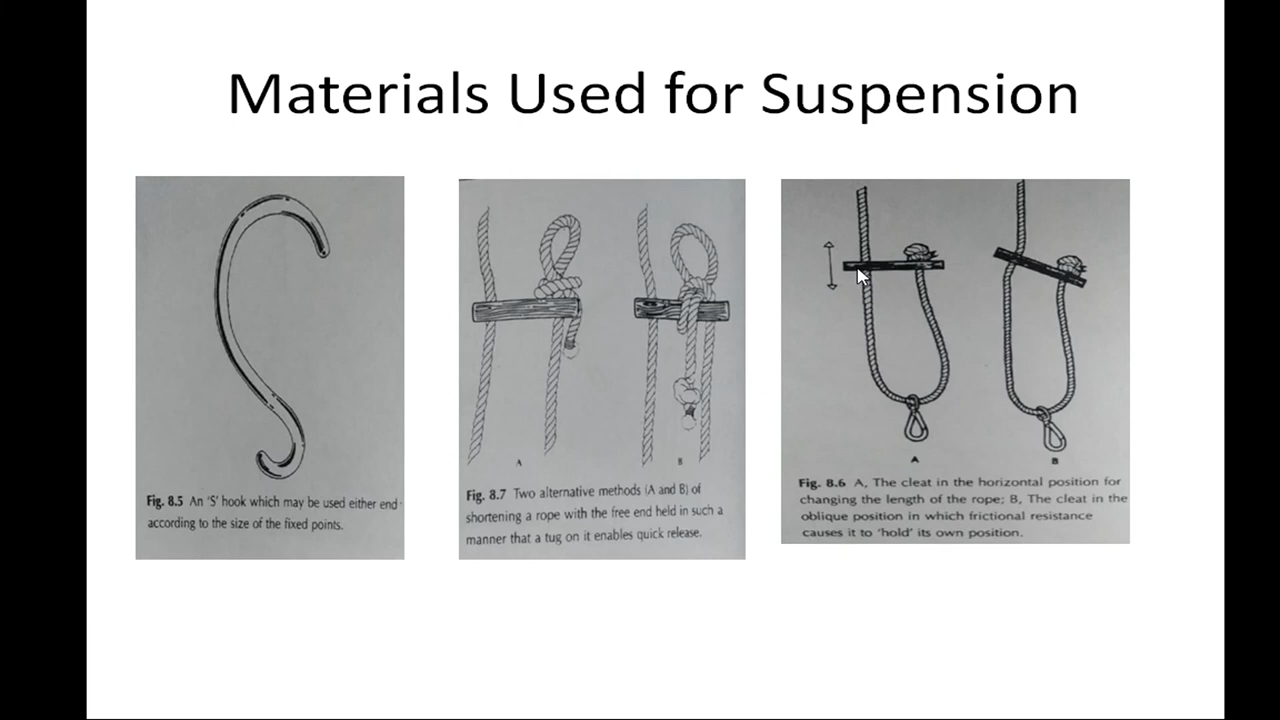 Materials Used for Suspension
Fig. 8.5 An 'S' hook which may be used either end
according to the size of the fixed points.
A
B
Fig. 8.7 Two alternative methods (A and B) of
shortening a rope with the free end held in such a
manner that a tug on it enables quick release.
A
B
Fig. 8.6 A, The cleat in the horizontal position for
changing the length of the rope; B, The cleat in the
oblique position in which frictional resistance
causes it to 'hold' its own position.